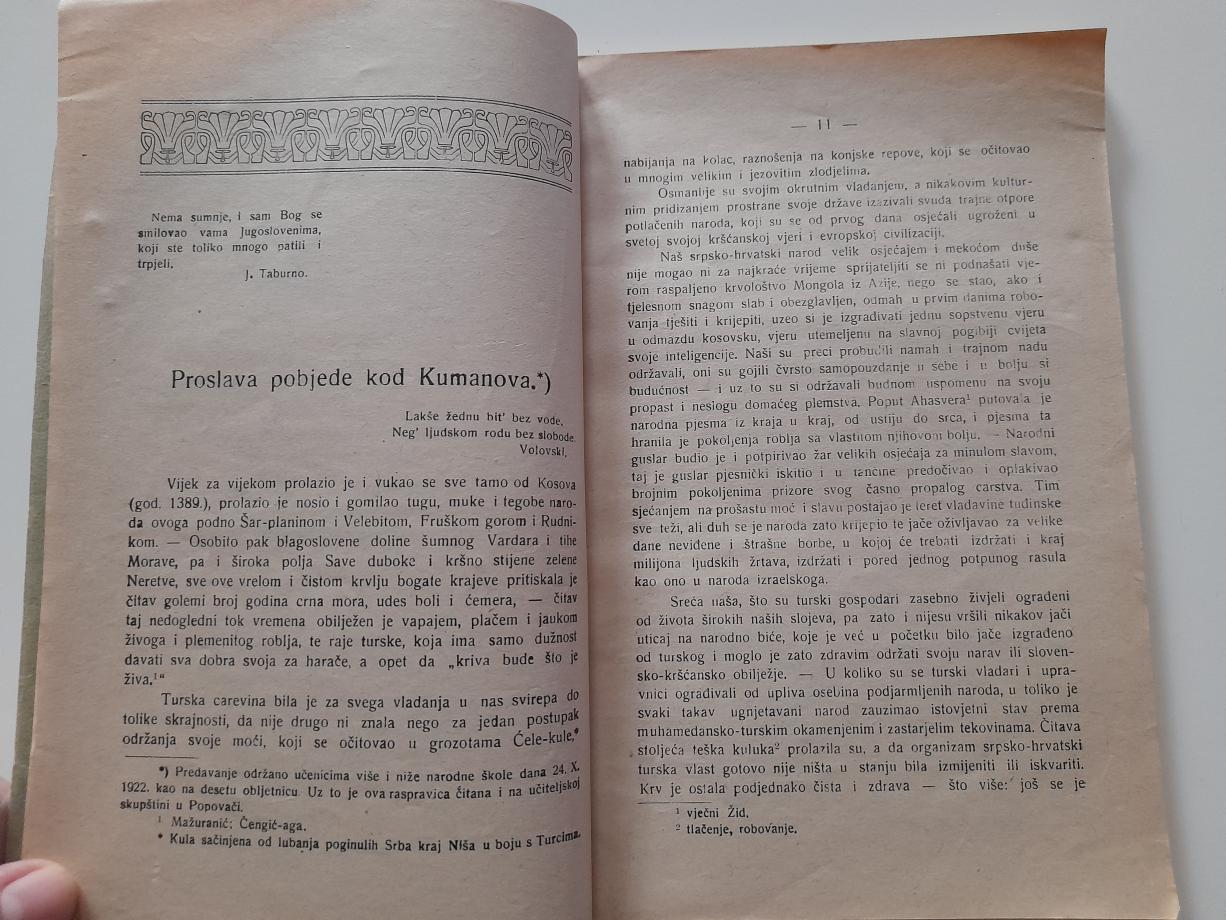 Nema sumnje, i sam Bog se
smilovao vama Jugoslovenima,
koji ste toliko mnogo patili i
trpjeli.
J. Taburno.
Proslava pobjede kod Kumanova.*)
Lakše žednu bit' bez vode,
Neg' ljudskom rodu bez slobode.
Volovski,
Vijek za vijekom prolazio je i vukao se sve tamo od Kosova
(god. 1389.), prolazio je nosio i gomilao tugu, muke i tegobe naro-
da ovoga podno Šar-planinom i Velebitom, Fruškom gorom i Rudni-
kom. — Osobito pak blagoslovene doline šumnog Vardara i tihe
Morave, pa i široka polja Save duboke i kršno stijene zelene
Neretve, sve ove vrelom i čistom krvlju bogate krajeve pritiskala je
čitav golemi broj godina crna mora, udes boli i ćemera, — čitav
taj nedogledni tok vremena obilježen je vapajem, plačem i jaukom
živoga i plemenitog roblja, te raje turske, koja ima samo dužnost
davati sva dobra svoja za harače, a opet da „kriva bude što je
živa.¹“
Turska carevina bila je za svega vladanja u nas svirepa do
tolike skrajnosti, da nije drugo ni znala nego za jedan postupak
održanja svoje moći, koji se očitovao u grozotama Ćele-kule,*
*) Predavanje održano učenicima više i niže narodne škole dana 24. X.
1922. kao na desetu obljetnicu. Uz to je ova raspravica čitana i na učiteljskoj
skupštini u Popovači.
¹ Mažuranić: Čengić-aga.
* Kula sačinjena od lubanja poginulih Srba kraj Niša u boju s Turcima.
— 11 —
nabijanja na kolac, raznošenja na konjske repove, koji se očitovao
u mnogim velikim i jezovitim zlodjelima.
Osmanlije su svojim okrutnim vladanjem, a nikakovim kultur-
nim pridizanjem prostrane svoje države izazivali svuda trajne otpore
potlačenih naroda, koji su se od prvog dana osjećali ugroženi u
svetoj svojoj kršćanskoj vjeri i evropskoj civilizaciji.
Naš srpsko-hrvatski narod velik osjećajem i mekoćom duše
nije mogao ni za najkraće vrijeme sprijateljiti se ni podnašati vje-
rom raspaljeno krvološtvo Mongola iz Azije, nego se stao, ako i
tjelesnom snagom slab i obezglavljen, odmah u prvim danima robo-
vanja tješiti i krijepiti, uzeo si je izgrađivati jednu sopstvenu vjeru
u odmazdu kosovsku, vjeru utemeljenu na slavnoj pogibiji cvijeta
svoje inteligencije. Naši su preci probudili namah i trajnom nadu
održavali, oni su gojili čvrsto samopouzdanje u sebe i u bolju si
budućnost — i uz to su si održavali budnom uspomenu na svoju
propast i neslogu domaćeg plemstva. Poput Ahasvera¹ putovala je
narodna pjesma iz kraja u kraj, od ustiju do srca, i pjesma ta
hranila je pokoljenja roblja sa vlastitom njihovom bolju. — Narodni
guslar budio je i potpirivao žar velikih osjećaja za minulom slavom,
taj je guslar pjesnički iskitio i u tančine predočivao i oplakivao
brojnim pokoljenima prizore svog časno propalog carstva. Tim
sjećanjem na prošastu moć i slavu postajao je teret vladavine tuđinske
sve teži, ali duh se je naroda zato krijepio te jače oživljavao za velike
dane neviđene i štrašne borbe, u kojoj će trebati izdržati i kraj
milijona ljudskih žrtava, izdržati i pored jednog potpunog rasula
kao ono u naroda izraelskoga.
Sreća naša, što su turski gospodari zasebno živjeli ograđeni
od života širokih naših slojeva, pa zato i nijesu vršili nikakov jači
uticaj na narodno biće, koje je već u početku bilo jače izgrađeno
od turskog i moglo je zato zdravim održati svoju narav ili sloven-
sko-kršćansko obilježje. — U koliko su se turski vladari i upra-
vnici ograđivali od upliva osebina podjarmljenih naroda, u toliko je
svaki takav ugnjetavani narod zauzimao istovjetni stav prema
muhamedansko-turskim okamenjenim i zastarjelim tekovinama. Čitava
stoljeća teška kuluka² prolazila su, a da organizam srpsko-hrvatski
turska vlast gotovo nije ništa u stanju bila izmijeniti ili iskvariti.
Krv je ostala podjednako čista i zdrava — što više: još se je
¹ vječni Žid.
² tlačenje, robovanje.